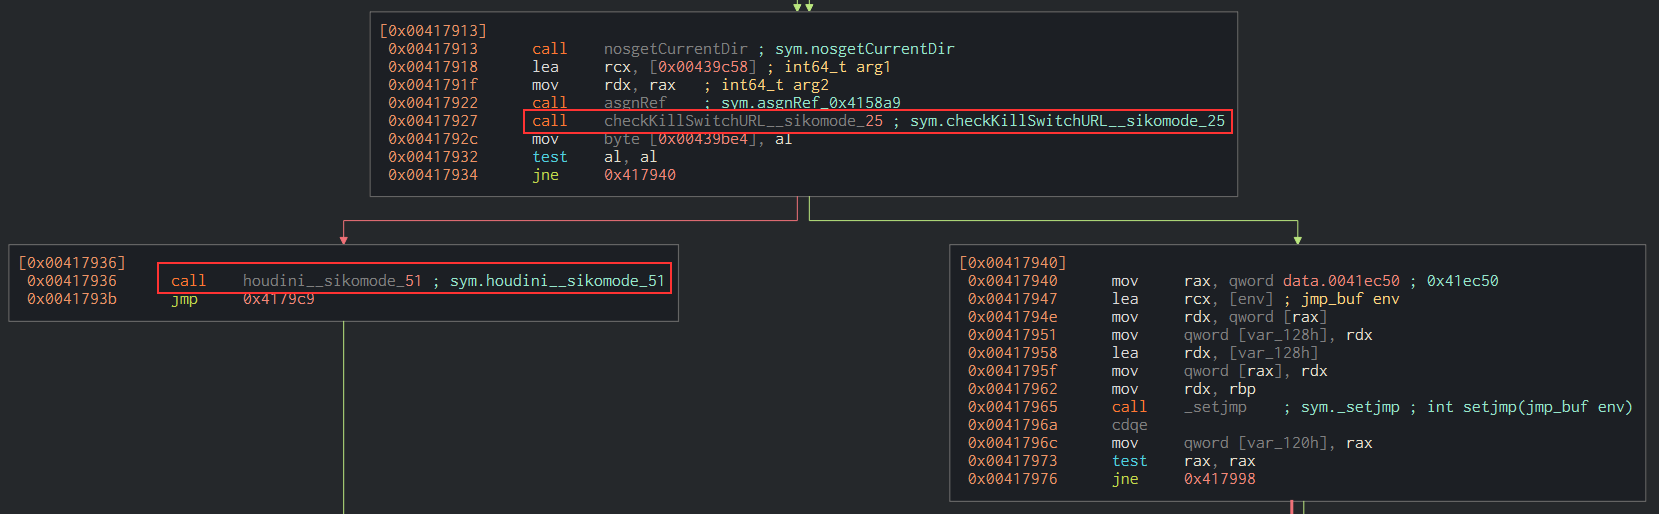 [0x00417913]
0x00417913 call nosgetCurrentDir ; sym.nosgetCurrentDir
0x00417918 lea rcx, [0x00439c58] ; int64_t arg1
0x0041791f mov rdx, rax ; int64_t arg2
0x00417922 call asgnRef ; sym.asgnRef_0x4158a9
0x00417927 call checkKillSwitchURL__sikomode_25 ; sym.checkKillSwitchURL__sikomode_25
0x0041792c mov byte [0x00439be4], al
0x00417932 test al, al
0x00417934 jne 0x417940
[0x00417936]
0x00417936 call houdini__sikomode_51 ; sym.houdini__sikomode_51
0x0041793b jmp 0x4179c9
[0x00417940]
0x00417940 mov rax, qword data.0041ec50 ; 0x41ec50
0x00417947 lea rcx, [env] ; jmp_buf env
0x0041794e mov rdx, qword [rax]
0x00417951 mov qword [var_128h], rdx
0x00417958 lea rdx, [var_128h]
0x0041795f mov qword [rax], rdx
0x00417962 mov rdx, rbp
0x00417965 call _setjmp ; sym._setjmp ; int setjmp(jmp_buf env)
0x0041796a cdqe
0x0041796c mov qword [var_120h], rax
0x00417973 test rax, rax
0x00417976 jne 0x417998